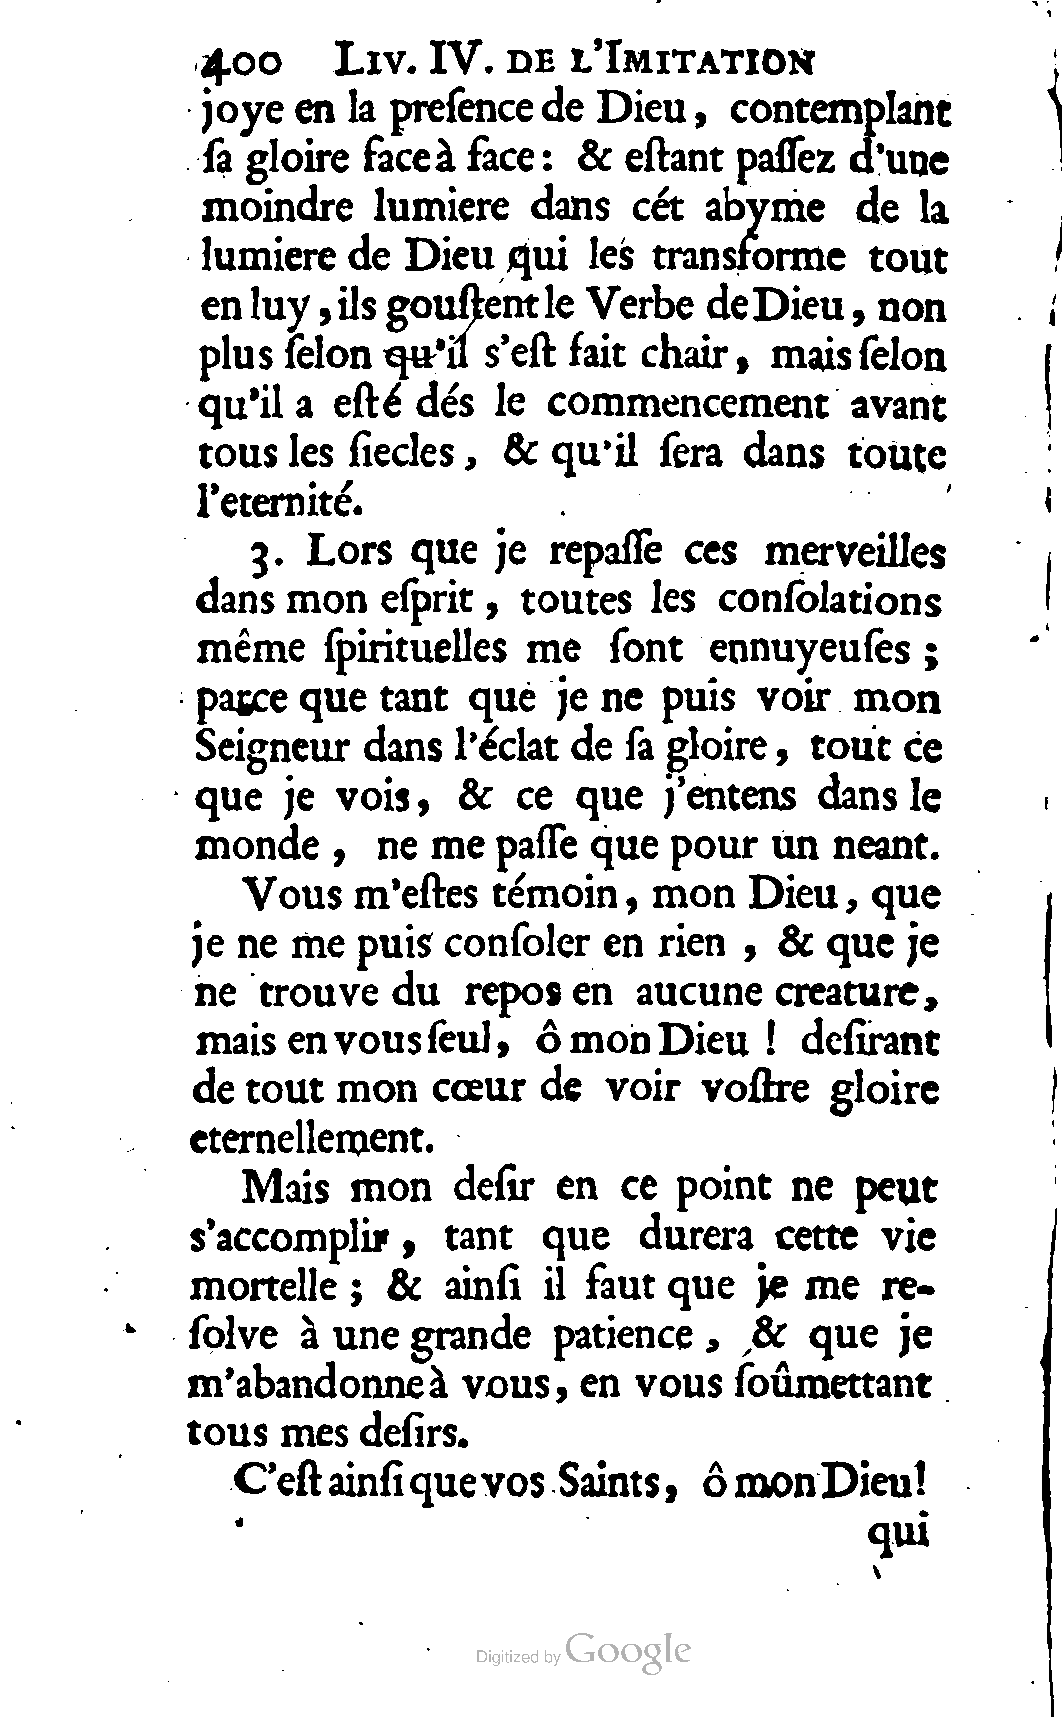 400 LIV. IV. DE L'IMITATION
joye en la preſence de Dieu, contemplant
ſa gloire face à face: & eſtant paſſez d'une
moindre lumiere dans cét abyme de la
lumiere de Dieu qui les transforme tout
en luy, ils gouſtent le Verbe de Dieu, non
plus ſelon qu'il s'eſt fait chair, mais ſelon
qu'il a eſté dés le commencement avant
tous les ſiecles, & qu'il ſera dans toute
l'eternité.
3. Lors que je repaſſe ces merveilles
dans mon eſprit, toutes les conſolations
même ſpirituelles me ſont ennuyeuſes;
parce que tant que je ne puis voir mon
Seigneur dans l'éclat de ſa gloire, tout ce
que je vois, & ce que j'entens dans le
monde, ne me paſſe que pour un neant.
Vous m'eſtes témoin, mon Dieu, que
je ne me puis conſoler en rien, & que je
ne trouve du repos en aucune creature,
mais en vous ſeul, ô mon Dieu! deſirant
de tout mon cœur de voir voſtre gloire
eternellement.
Mais mon deſir en ce point ne peut
s'accomplir, tant que durera cette vie
mortelle; & ainſi il faut que je me re-
ſolve à une grande patience, & que je
m'abandonne à vous, en vous ſoûmettant
tous mes deſirs.
C'eſt ainſi que vos Saints, ô mon Dieu!
qui
Digitized by Google